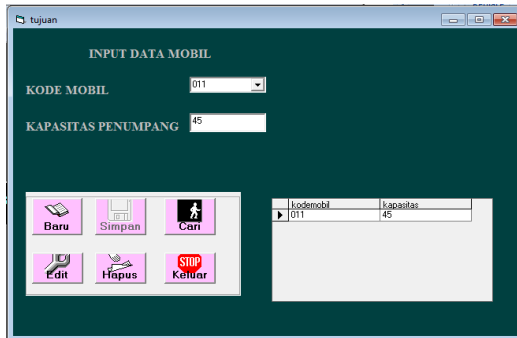 tujuan
INPUT DATA MOBIL
KODE MOBIL 011
KAPASITAS PENUMPANG 45
Baru Simpan Cari
Edit Hapus STOP Keluar
kodemobil kapasitas
011 45